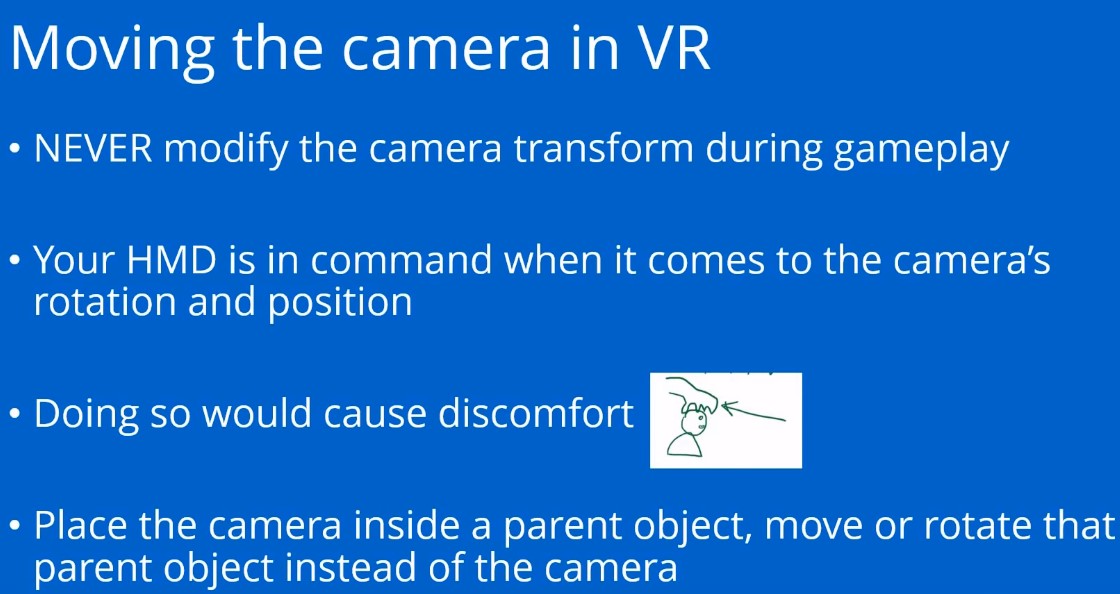 Moving the camera in VR
• NEVER modify the camera transform during gameplay
• Your HMD is in command when it comes to the camera’s
rotation and position
• Doing so would cause discomfort
• Place the camera inside a parent object, move or rotate that
parent object instead of the camera